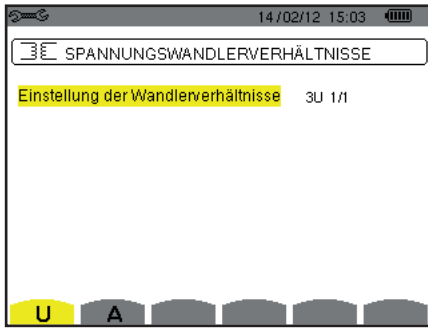 14/02/12 15:03
SPANNUNGSWANDLERVERHÄLTNISSE
Einstellung der Wandlerverhältnisse 3U 1/1
U A